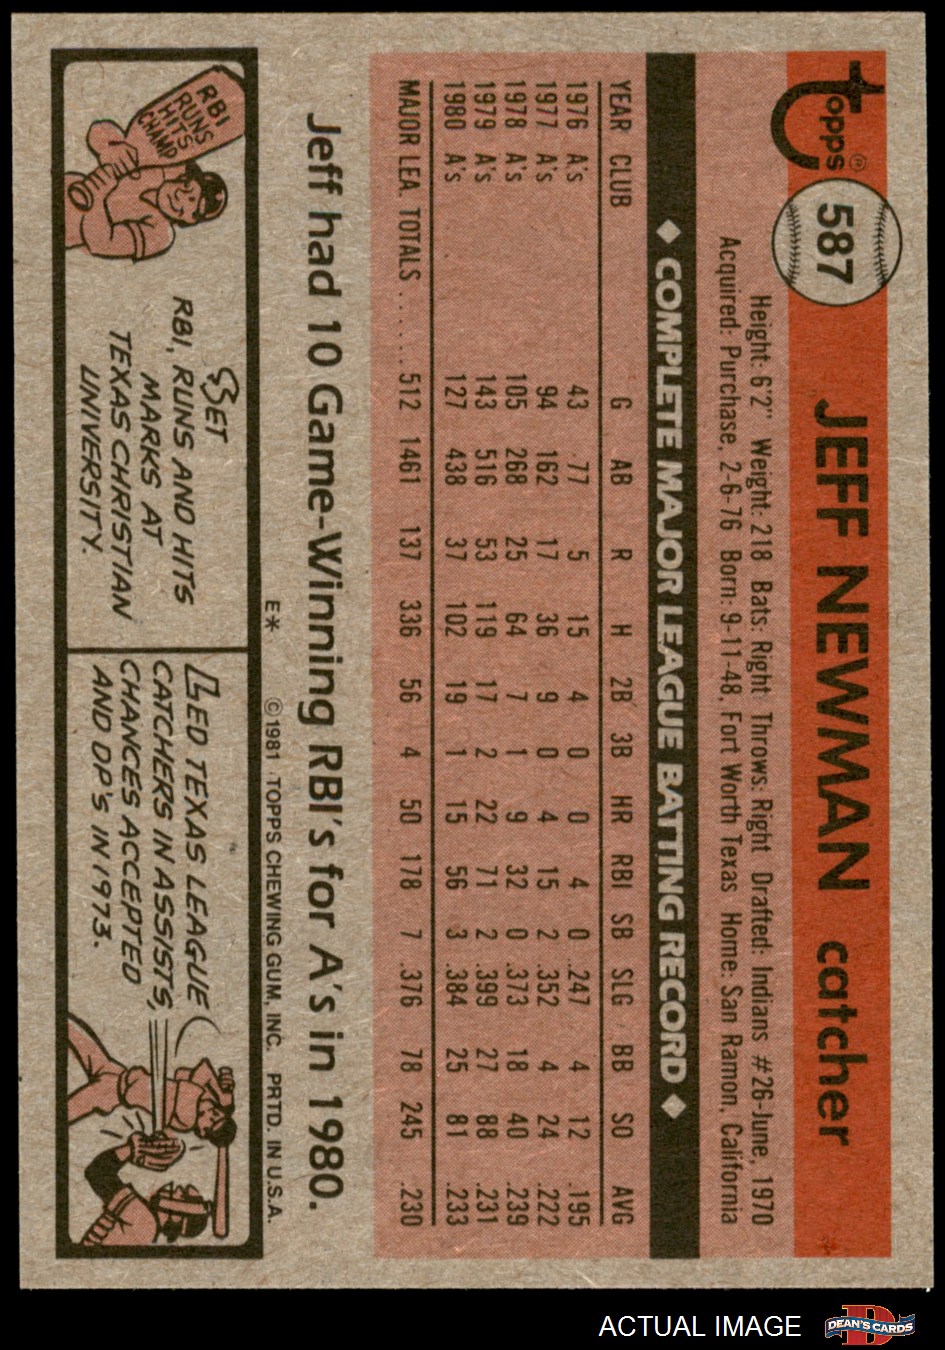 Topps
587
JEFF NEWMAN catcher
Height: 6'2" Weight: 218 Bats: Right Throws: Right Drafted: Indians #26-June, 1970
Acquired: Purchase, 2-6-76 Born: 9-11-48, Fort Worth Texas Home: San Ramon, California
◆ COMPLETE MAJOR LEAGUE BATTING RECORD ◆
YEAR CLUB G AB R H 2B 3B HR RBI SB SLG BB SO AVG
1976 A's 43 77 5 15 4 0 0 4 0 .247 4 12 .195
1977 A's 94 162 17 36 9 0 4 15 2 .352 4 24 .222
1978 A's 105 268 25 64 7 1 9 32 0 .373 18 40 .239
1979 A's 143 516 53 119 17 2 22 71 2 .399 27 88 .231
1980 A's 127 438 37 102 19 1 15 56 3 .384 25 81 .233
MAJOR LEA. TOTALS ....... 512 1461 137 336 56 4 50 178 7 .376 78 245 .230
Jeff had 10 Game-Winning RBI's for A's in 1980.
E* ©1981 TOPPS CHEWING GUM, INC. PRTD. IN U.S.A.
RBI
RUNS
HITS
CHAMP
SET
RBI, RUNS AND HITS
MARKS AT
TEXAS CHRISTIAN
UNIVERSITY.
LED TEXAS LEAGUE
CATCHERS IN ASSISTS,
CHANCES ACCEPTED
AND DP'S IN 1973.
ACTUAL IMAGE
D
DEAN'S CARDS